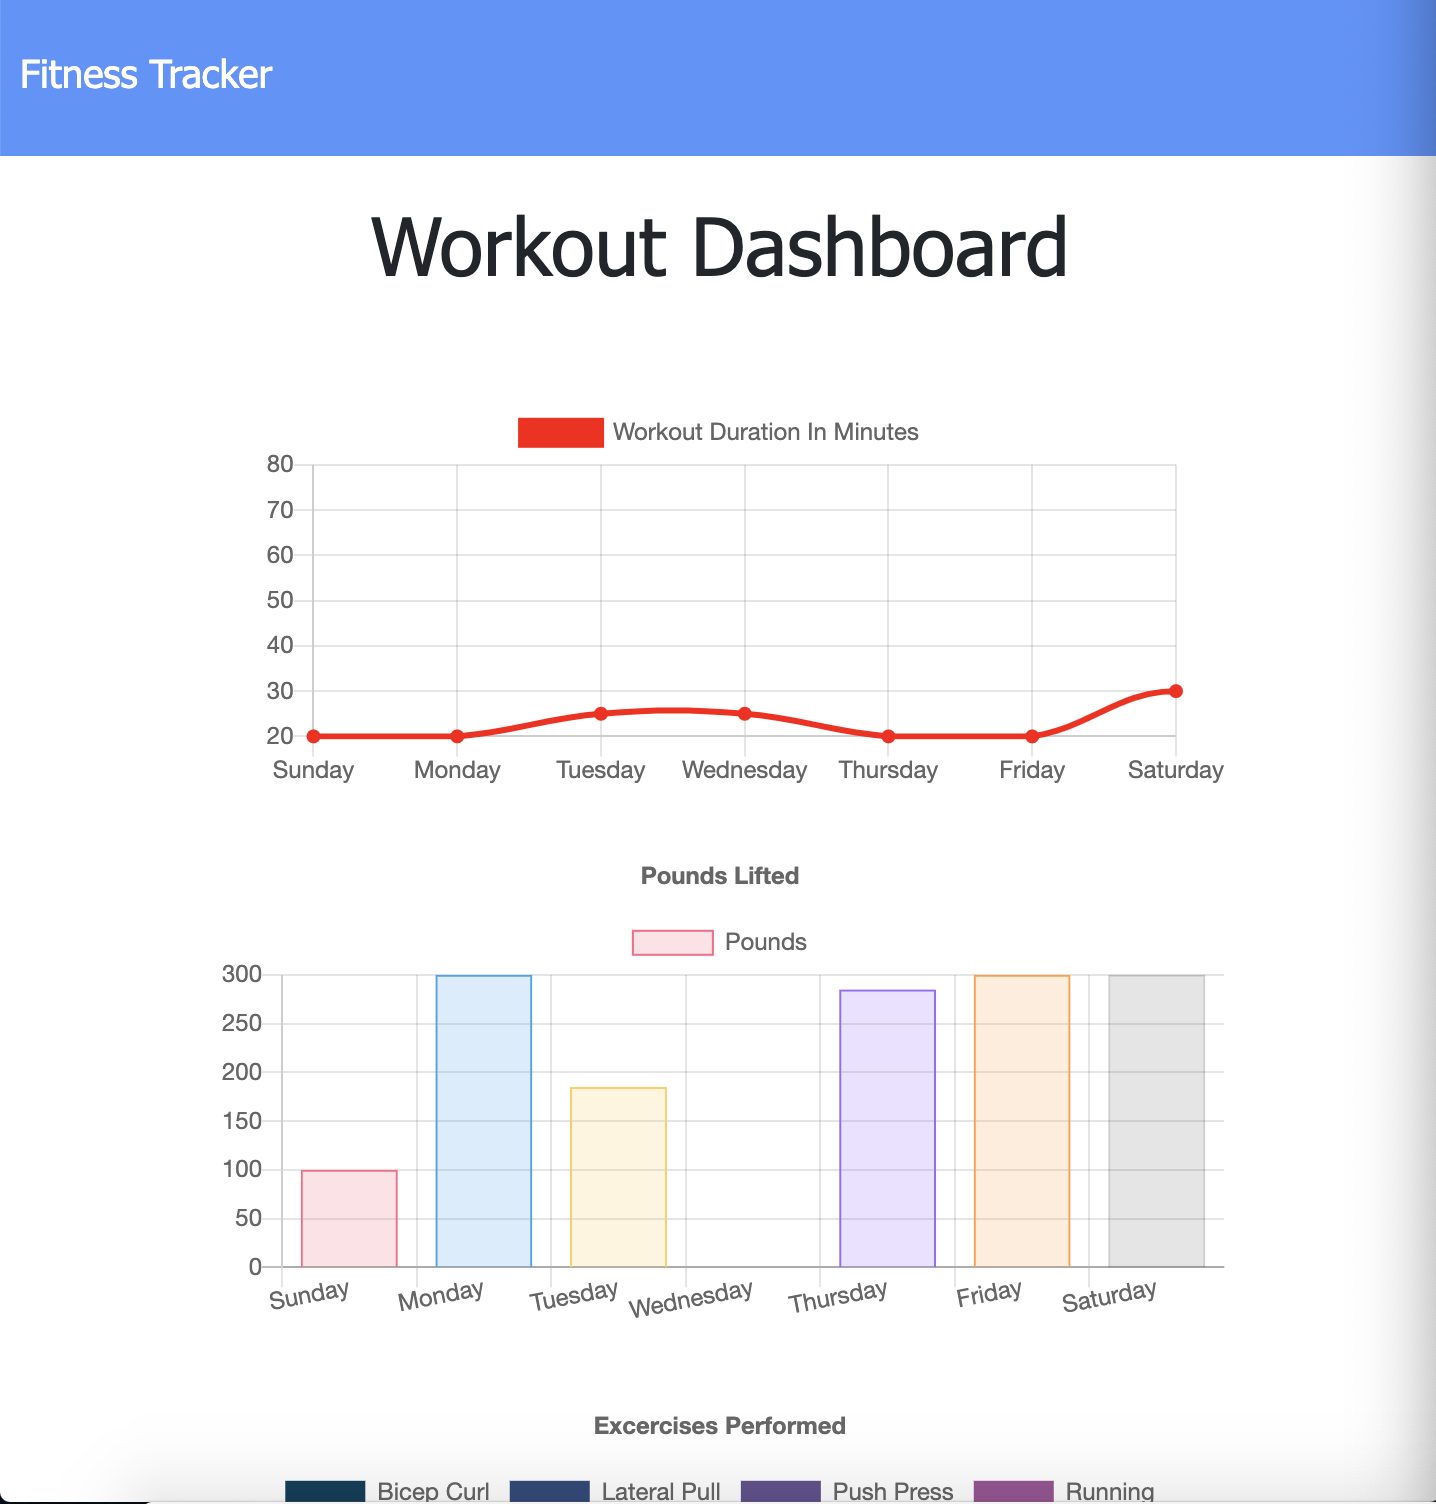 Fitness Tracker
Workout Dashboard
Workout Duration In Minutes
80
70
60
50
40
30
20
Sunday Monday Tuesday Wednesday Thursday Friday Saturday
Pounds Lifted
Pounds
300
250
200
150
100
50
0
Sunday Monday Tuesday Wednesday Thursday Friday Saturday
Excercises Performed
Bicep Curl Lateral Pull Push Press Running